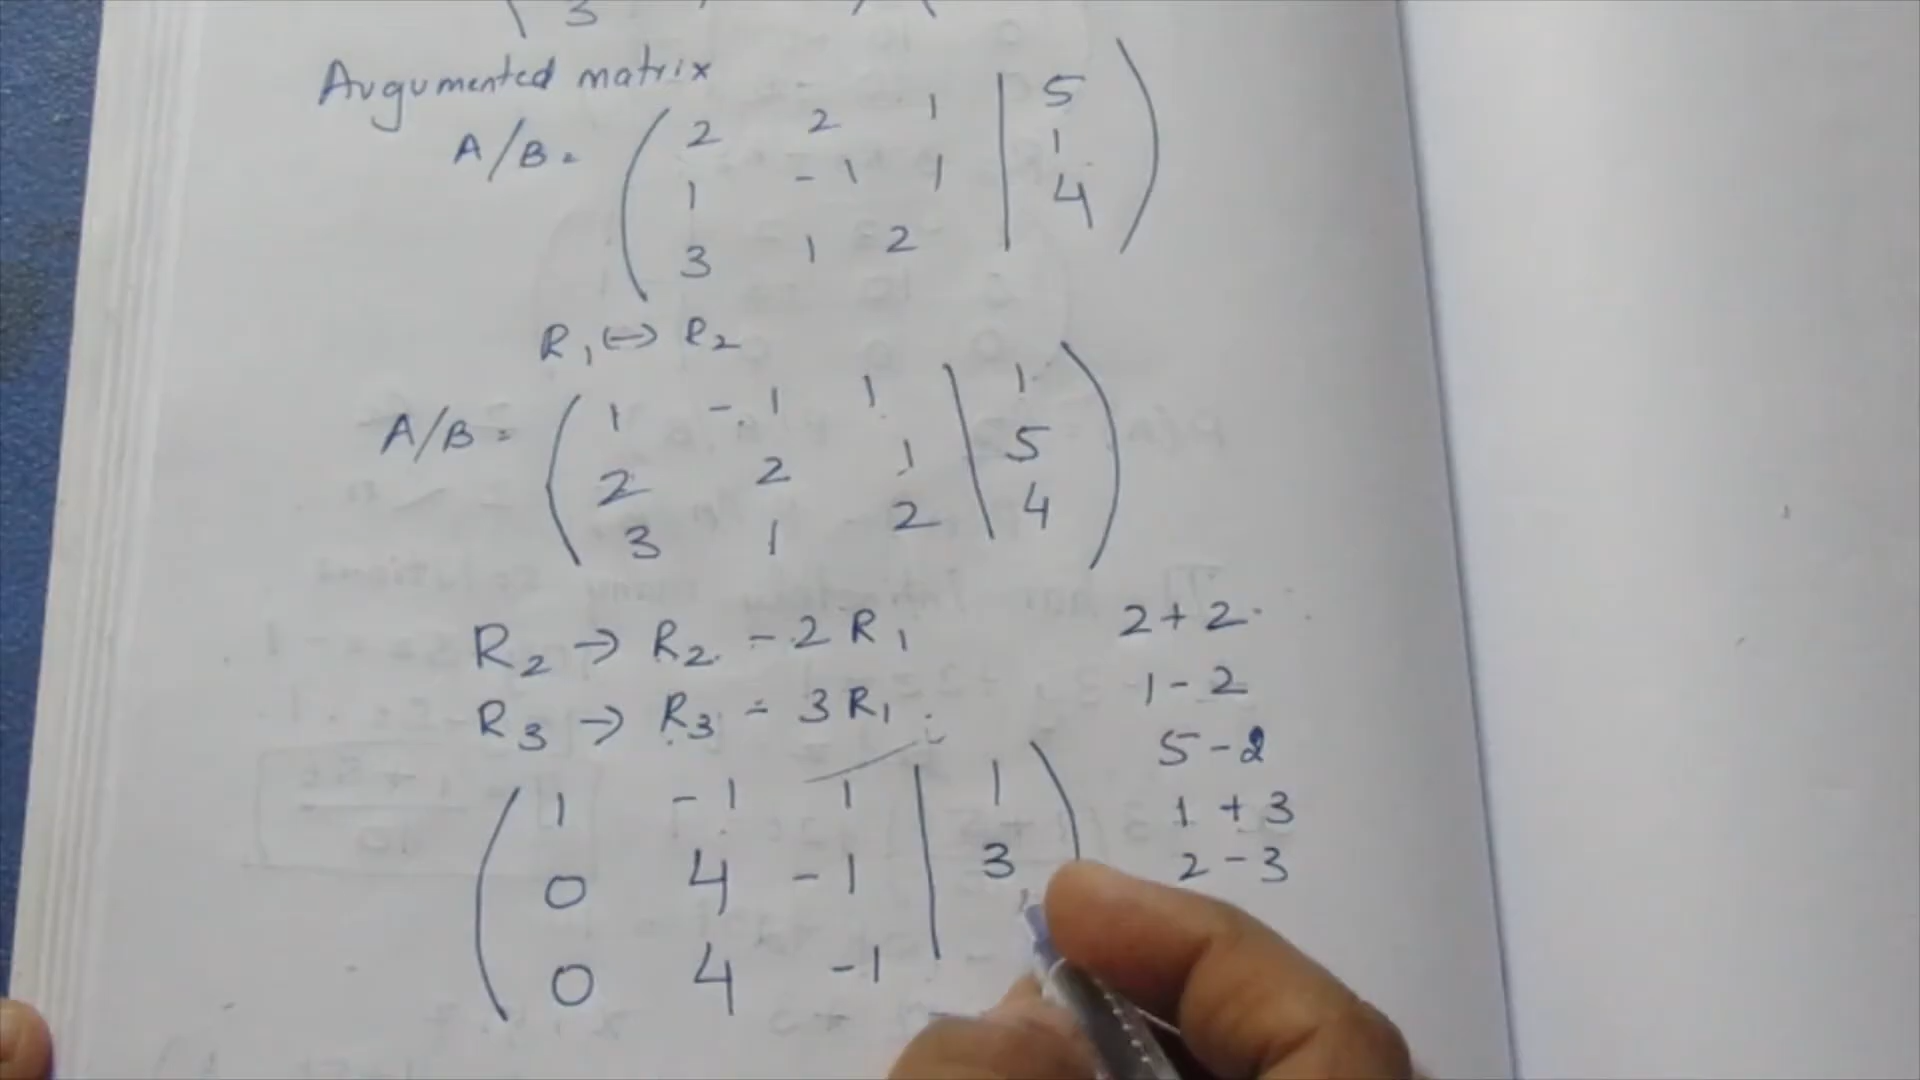 3
Augumented matrix
A/B = ( 2 2 1 | 5 )
1 -1 1 | 1
3 1 2 | 4
R₁ ↔ R₂
A/B = ( 1 -1 1 | 1 )
2 2 1 | 5
3 1 2 | 4
R₂ → R₂ - 2R₁
R₃ → R₃ - 3R₁
( 1 -1 1 | 1 )
0 4 -1 | 3
0 4 -1
2+2
1-2
5-2
1+3
2-3